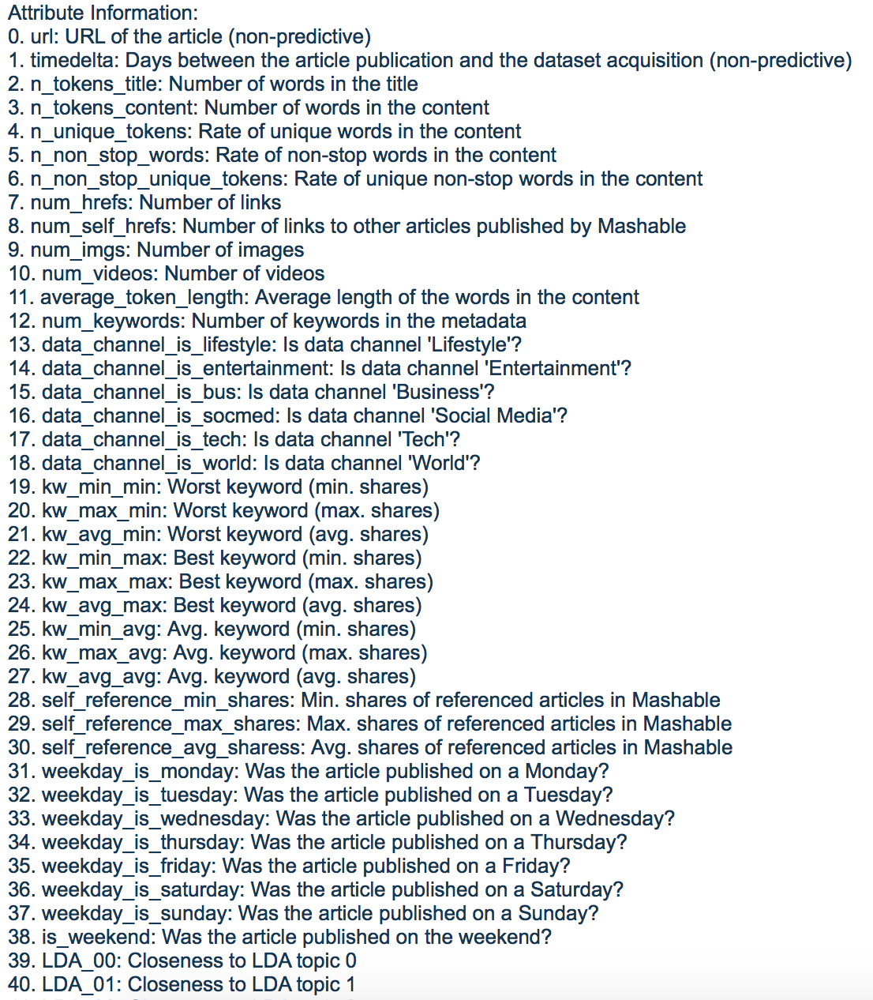 Attribute Information:
0. url: URL of the article (non-predictive)
1. timedelta: Days between the article publication and the dataset acquisition (non-predictive)
2. n_tokens_title: Number of words in the title
3. n_tokens_content: Number of words in the content
4. n_unique_tokens: Rate of unique words in the content
5. n_non_stop_words: Rate of non-stop words in the content
6. n_non_stop_unique_tokens: Rate of unique non-stop words in the content
7. num_hrefs: Number of links
8. num_self_hrefs: Number of links to other articles published by Mashable
9. num_imgs: Number of images
10. num_videos: Number of videos
11. average_token_length: Average length of the words in the content
12. num_keywords: Number of keywords in the metadata
13. data_channel_is_lifestyle: Is data channel 'Lifestyle'?
14. data_channel_is_entertainment: Is data channel 'Entertainment'?
15. data_channel_is_bus: Is data channel 'Business'?
16. data_channel_is_socmed: Is data channel 'Social Media'?
17. data_channel_is_tech: Is data channel 'Tech'?
18. data_channel_is_world: Is data channel 'World'?
19. kw_min_min: Worst keyword (min. shares)
20. kw_max_min: Worst keyword (max. shares)
21. kw_avg_min: Worst keyword (avg. shares)
22. kw_min_max: Best keyword (min. shares)
23. kw_max_max: Best keyword (max. shares)
24. kw_avg_max: Best keyword (avg. shares)
25. kw_min_avg: Avg. keyword (min. shares)
26. kw_max_avg: Avg. keyword (max. shares)
27. kw_avg_avg: Avg. keyword (avg. shares)
28. self_reference_min_shares: Min. shares of referenced articles in Mashable
29. self_reference_max_shares: Max. shares of referenced articles in Mashable
30. self_reference_avg_sharess: Avg. shares of referenced articles in Mashable
31. weekday_is_monday: Was the article published on a Monday?
32. weekday_is_tuesday: Was the article published on a Tuesday?
33. weekday_is_wednesday: Was the article published on a Wednesday?
34. weekday_is_thursday: Was the article published on a Thursday?
35. weekday_is_friday: Was the article published on a Friday?
36. weekday_is_saturday: Was the article published on a Saturday?
37. weekday_is_sunday: Was the article published on a Sunday?
38. is_weekend: Was the article published on the weekend?
39. LDA_00: Closeness to LDA topic 0
40. LDA_01: Closeness to LDA topic 1